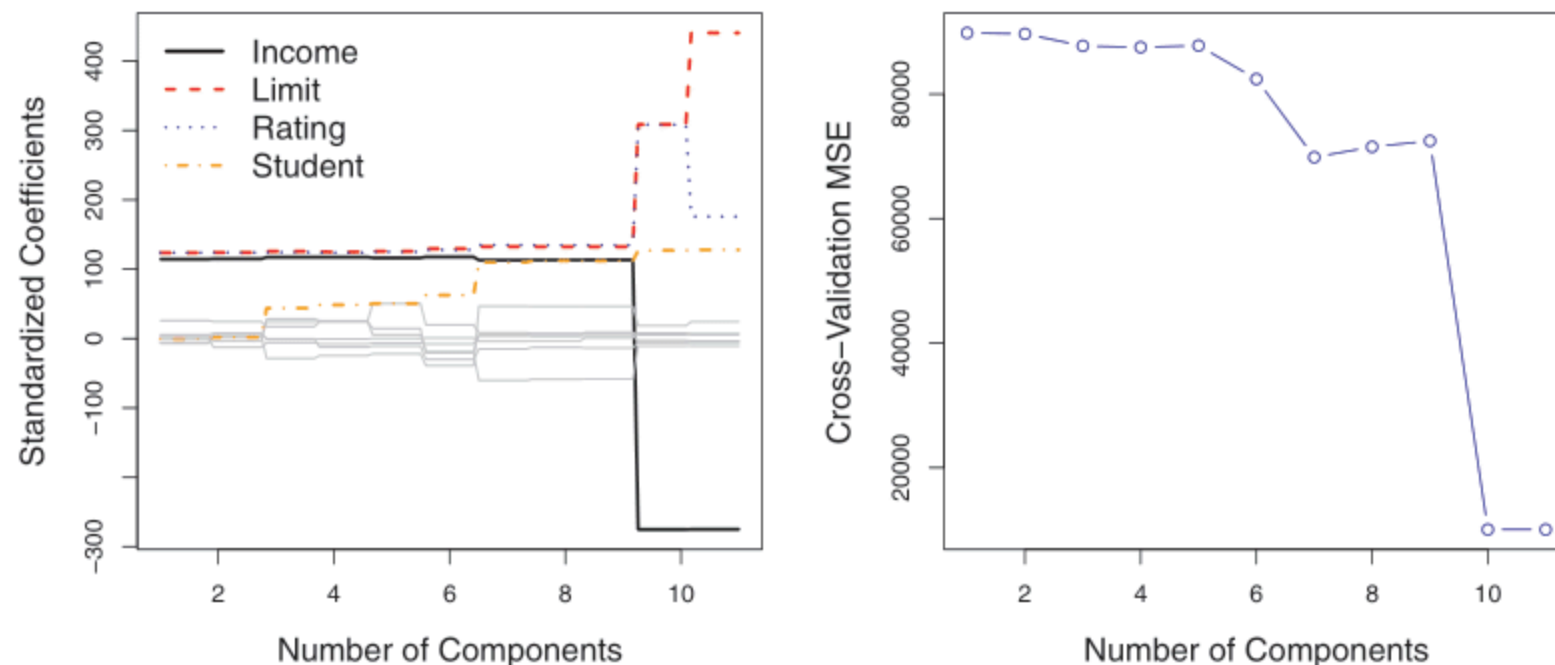 Standardized Coefficients
400
300
200
100
0
−100
−300
Income
Limit
Rating
Student
2 4 6 8 10
Number of Components
Cross−Validation MSE
80000
60000
40000
20000
2 4 6 8 10
Number of Components